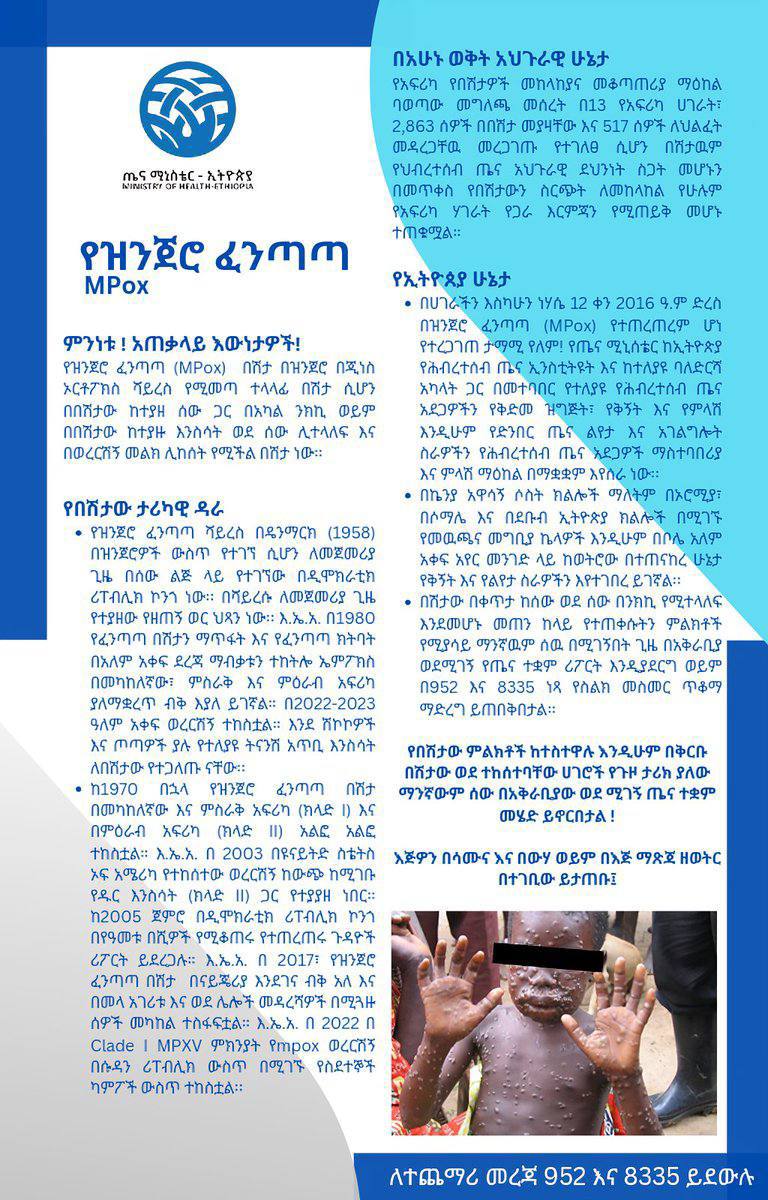 ጤና ሚኒስቴር - ኢትዮጵያ
MINISTRY OF HEALTH-ETHIOPIA
የዝንጀሮ ፈንጣጣ
MPox
ምንነቱ ! አጠቃላይ እውነታዎች!
የዝንጀሮ ፈንጣጣ (MPox) በሽታ በዝንጀሮ በጂነስ
ኦርቶፖክስ ቫይረስ የሚመጣ ተላላፊ በሽታ ሲሆን
በበሽታው ከተያዘ ሰው ጋር በአካል ንክኪ ወይም
በበሽታው ከተያዙ እንስሳት ወደ ሰው ሊተላለፍ እና
በወረርሽኝ መልክ ሊከሰት የሚችል በሽታ ነው፡፡
የበሽታው ታሪካዊ ዳራ
• የዝንጀሮ ፈንጣጣ ቫይረስ በዴንማርክ (1958)
በዝንጀሮዎች ውስጥ የተገኘ ሲሆን ለመጀመሪያ
ጊዜ በሰው ልጅ ላይ የተገኘው በዲሞክራቲክ
ሪፐብሊክ ኮንጎ ነው፡፡ በቫይረሱ ለመጀመሪያ ጊዜ
የተያዘው የዘጠኝ ወር ህጻን ነው፡፡ እ.ኤ.አ. በ1980
የፈንጣጣ በሽታን ማጥፋት እና የፈንጣጣ ክትባት
በአለም አቀፍ ደረጃ ማብቃቱን ተከትሎ ኤምፖክስ
በመካከለኛው፣ ምስራቅ እና ምዕራብ አፍሪካ
ያለማቋረጥ ብቅ እያለ ይገኛል። በ2022-2023
ዓለም አቀፍ ወረርሽኝ ተከስቷል። እንደ ሽኮኮዎች
እና ጦጣዎች ያሉ የተለያዩ ትናንሽ አጥቢ እንስሳት
ለበሽታው የተጋለጡ ናቸው፡፡
• ከ1970 በኋላ የዝንጀሮ ፈንጣጣ በሽታ
በመካከለኛው እና ምስራቅ አፍሪካ (ክላድ I) እና
በምዕራብ አፍሪካ (ክላድ II) አልፎ አልፎ
ተከስቷል። እ.ኤ.አ. በ 2003 በዩናይትድ ስቴትስ
ኦፍ አሜሪካ የተከሰተው ወረርሽኝ ከውጭ ከሚገቡ
የዱር እንስሳት (ክላድ II) ጋር የተያያዘ ነበር፡፡
ከ2005 ጀምሮ በዲሞክራቲክ ሪፐብሊክ ኮንጎ
በየዓመቱ በሺዎች የሚቆጠሩ የተጠረጠሩ ጉዳዮች
ሪፖርት ይደረጋሉ። እ.ኤ.አ. በ 2017፣ የዝንጀሮ
ፈንጣጣ በሽታ በናይጄሪያ እንደገና ብቅ አለ እና
በመላ አገሪቱ እና ወደ ሌሎች መዳረሻዎች በሚጓዙ
ሰዎች መካከል ተስፋፍቷል። እ.ኤ.አ. በ 2022 በ
Clade I MPXV ምክንያት የmpox ወረርሽኝ
በሱዳን ሪፐብሊክ ውስጥ በሚገኙ የስደተኞች
ካምፖች ውስጥ ተከስቷል፡፡
በአሁኑ ወቅት አህጉራዊ ሁኔታ
የአፍሪካ የበሽታዎች መከላከያና መቆጣጠሪያ ማዕከል
ባወጣው መግለጫ መሰረት በ13 የአፍሪካ ሀገራት፣
2,863 ሰዎች በበሽታ መያዛቸው እና 517 ሰዎች ለህልፈት
መዳረጋቸዉ መረጋገጡ የተገለፀ ሲሆን በሽታዉም
የህብረተሰብ ጤና አህጉራዊ ደህንነት ስጋት መሆኑን
በመጥቀስ የበሽታውን ስርጭት ለመከላከል የሁሉም
የአፍሪካ ሃገራት የጋራ እርምጃን የሚጠይቅ መሆኑ
ተጠቁሟል።
የኢትዮጲያ ሁኔታ
• በሀገራችን እስካሁን ነሃሴ 12 ቀን 2016 ዓ.ም ድረስ
በዝንጀሮ ፈንጣጣ (MPox) የተጠረጠረም ሆነ
የተረጋገጠ ታማሚ የለም! የጤና ሚኒስቴር ከኢትዮጵያ
የሕብረተሰብ ጤና ኢንስቲትዩት እና ከተለያዩ ባለድርሻ
አካላት ጋር በመተባበር የተለያዩ የሕብረተሰብ ጤና
አደጋዎችን የቅድመ ዝግጅት፣ የቅኝት እና የምላሽ
እንዲሁም የድንበር ጤና ልየታ እና አገልግሎት
ስራዎችን የሕብረተሰብ ጤና አደጋዎች ማስተባበሪያ
እና ምላሽ ማዕከል በማቋቋም እየሰራ ነው፡፡
• በኬንያ አዋሳኝ ሶስት ክልሎች ማለትም በኦሮሚያ፣
በሶማሌ እና በደቡብ ኢትዮጵያ ክልሎች በሚገኙ
የመዉጫና መግቢያ ኬላዎች እንዲሁም በቦሌ አለም
አቀፍ አየር መንገድ ላይ ከወትሮው በተጠናከረ ሁኔታ
የቅኝት እና የልየታ ስራዎችን እየተገበረ ይገኛል፡፡
• በሽታው በቀጥታ ከሰው ወደ ሰው በንክኪ የሚተላለፍ
እንደመሆኑ መጠን ከላይ የተጠቀሱትን ምልክቶች
የሚያሳይ ማንኛዉም ሰዉ በሚገኝበት ጊዜ በአቅራቢያ
ወደሚገኝ የጤና ተቋም ሪፖርት እንዲያደርግ ወይም
በ952 እና 8335 ነጻ የስልክ መስመር ጥቆማ
ማድረግ ይጠበቅበታል፡፡
የበሽታው ምልክቶች ከተስተዋሉ እንዲሁም በቅርቡ
በሽታው ወደ ተከሰተባቸው ሀገሮች የጉዞ ታሪክ ያለው
ማንኛውም ሰው በአቅራቢያው ወደ ሚገኝ ጤና ተቋም
መሄድ ይኖርበታል !
እጅዎን በሳሙና እና በውሃ ወይም በእጅ ማጽጃ ዘወትር
በተገቢው ይታጠቡ፤
ለተጨማሪ መረጃ 952 እና 8335 ይደውሉ